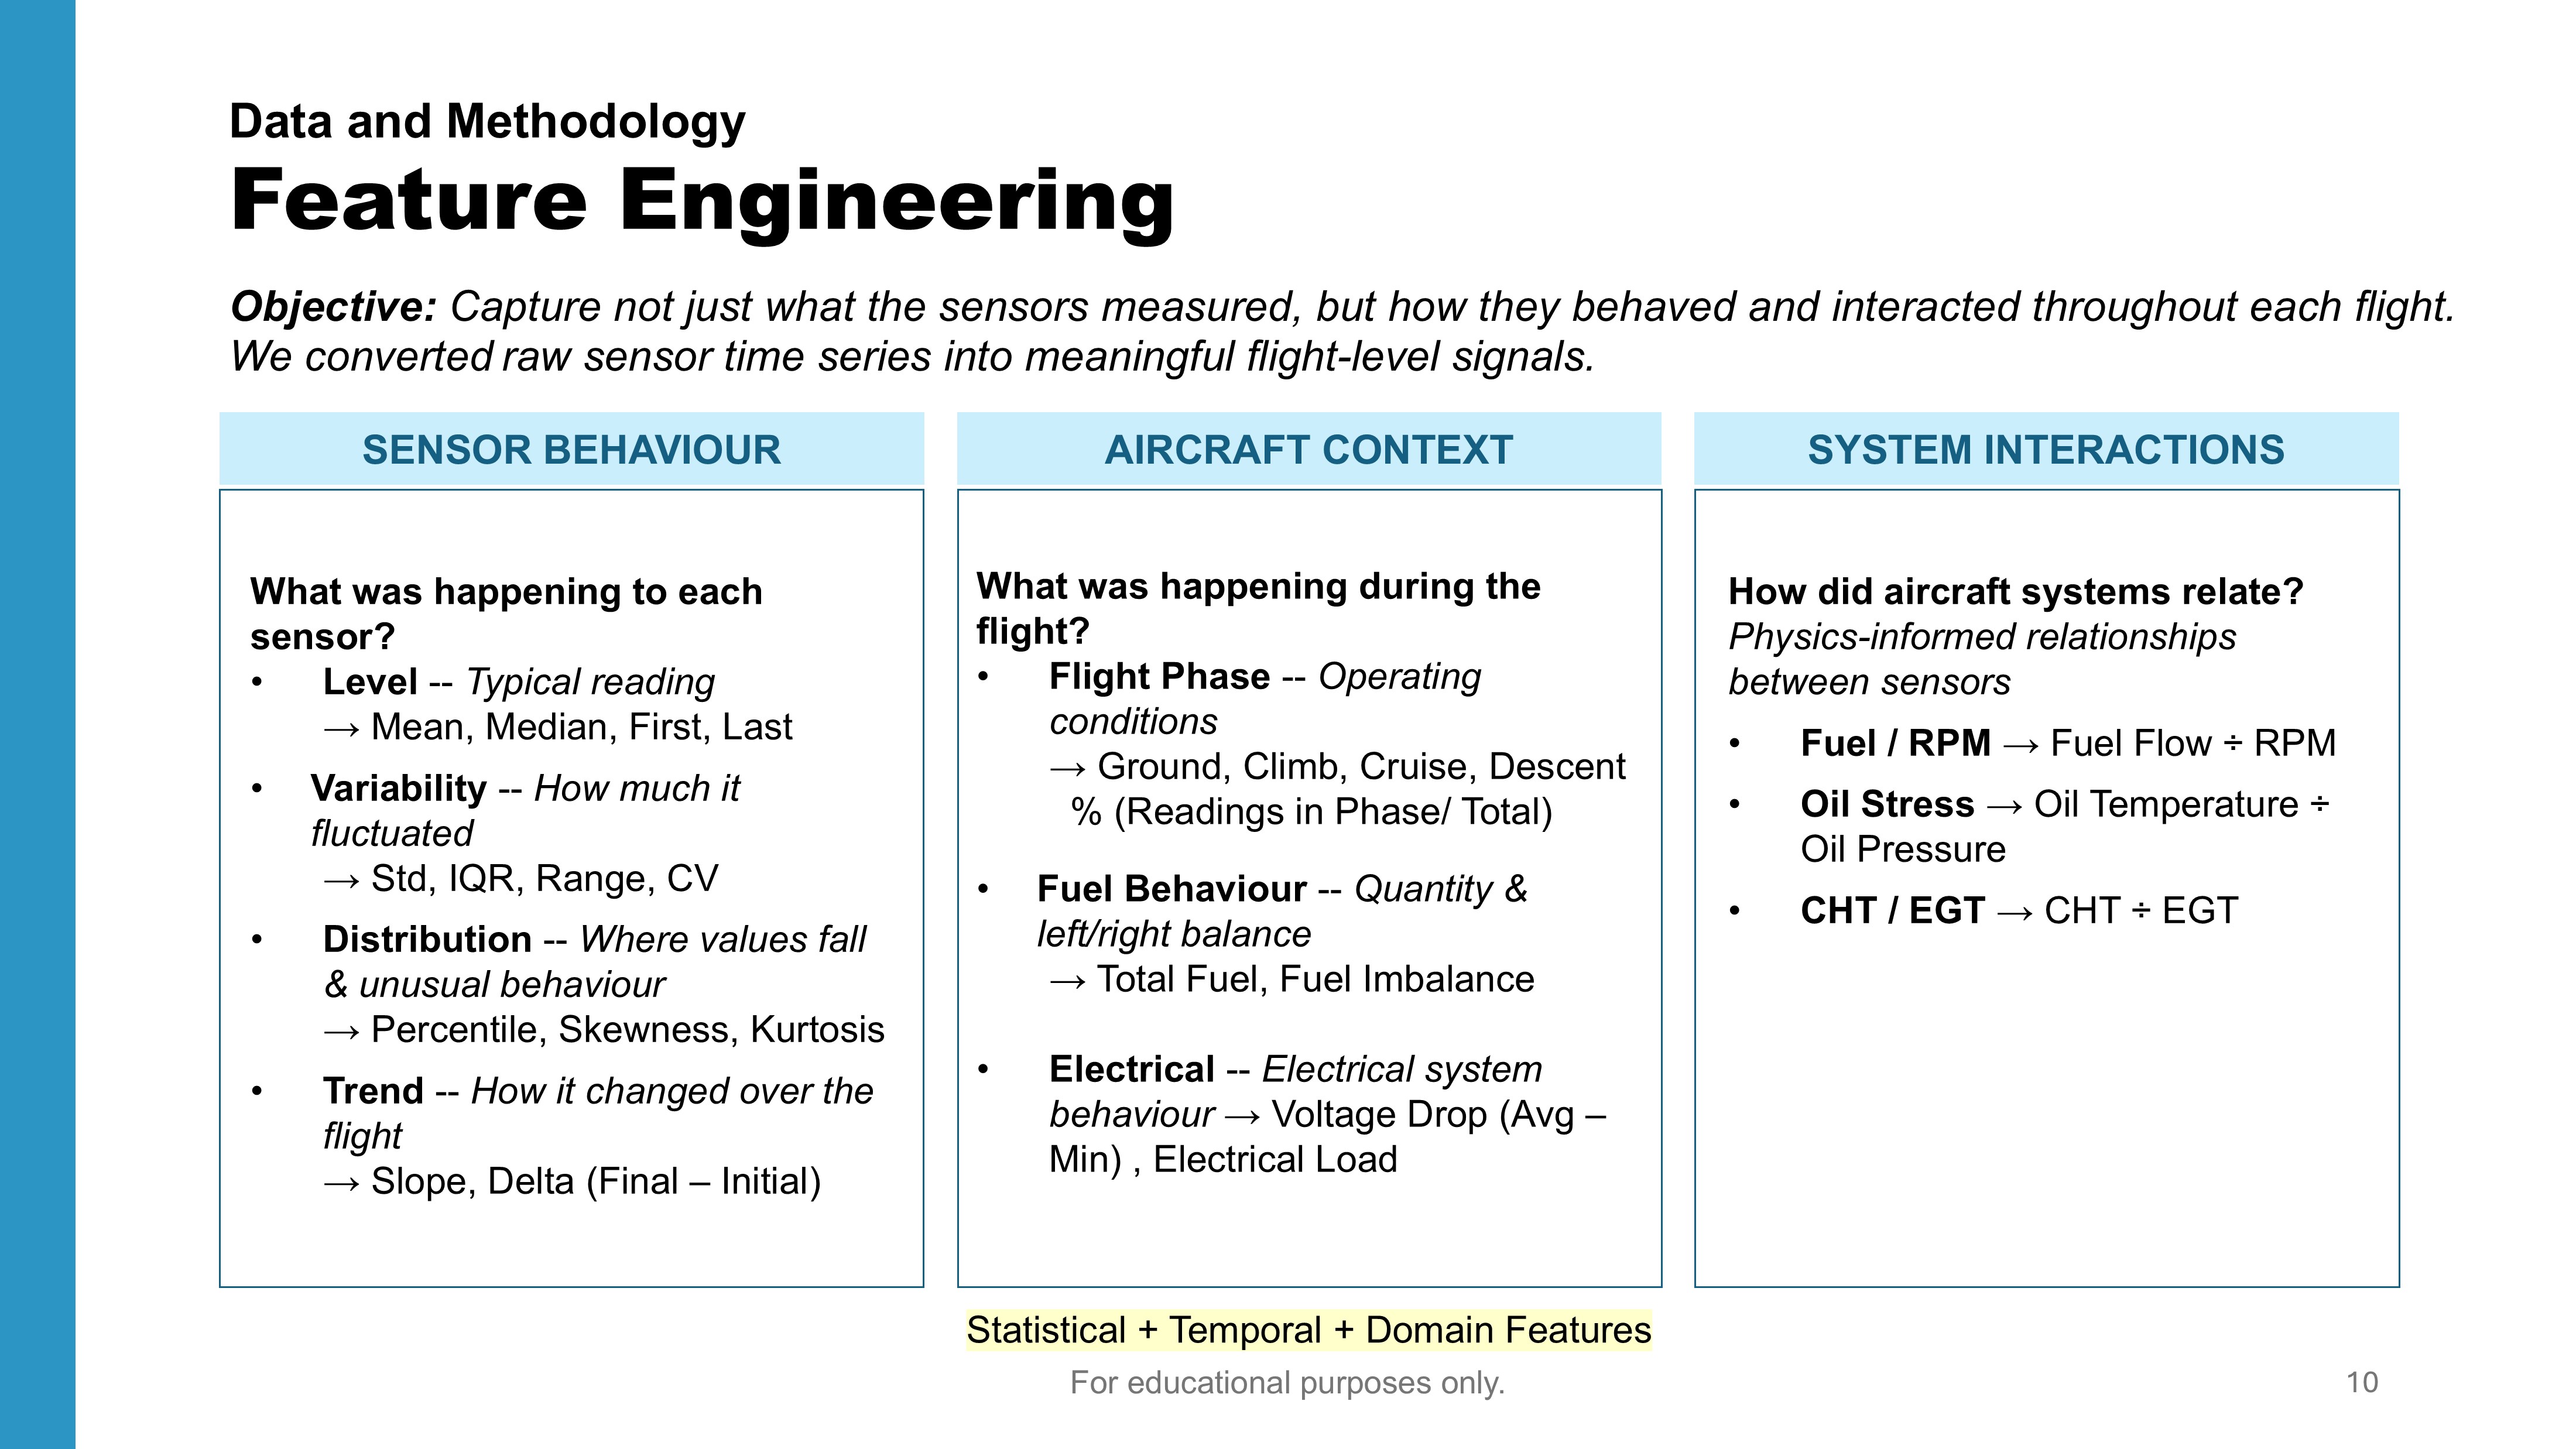 Data and Methodology
Feature Engineering
Objective: Capture not just what the sensors measured, but how they behaved and interacted throughout each flight.
We converted raw sensor time series into meaningful flight-level signals.
SENSOR BEHAVIOUR
What was happening to each
sensor?
• Level -- Typical reading
→ Mean, Median, First, Last
• Variability -- How much it
fluctuated
→ Std, IQR, Range, CV
• Distribution -- Where values fall
& unusual behaviour
→ Percentile, Skewness, Kurtosis
• Trend -- How it changed over the
flight
→ Slope, Delta (Final – Initial)
AIRCRAFT CONTEXT
What was happening during the
flight?
• Flight Phase -- Operating
conditions
→ Ground, Climb, Cruise, Descent
% (Readings in Phase/ Total)
• Fuel Behaviour -- Quantity &
left/right balance
→ Total Fuel, Fuel Imbalance
• Electrical -- Electrical system
behaviour → Voltage Drop (Avg –
Min) , Electrical Load
SYSTEM INTERACTIONS
How did aircraft systems relate?
Physics-informed relationships
between sensors
• Fuel / RPM → Fuel Flow ÷ RPM
• Oil Stress → Oil Temperature ÷
Oil Pressure
• CHT / EGT → CHT ÷ EGT
Statistical + Temporal + Domain Features
For educational purposes only.
10